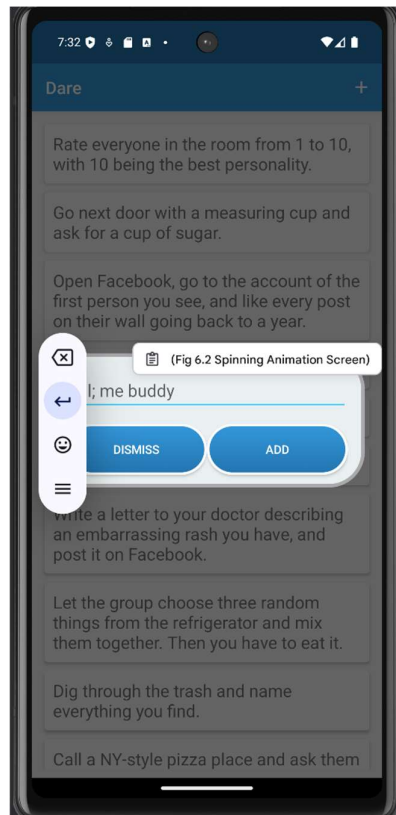 7:32
Dare +
Rate everyone in the room from 1 to 10,
with 10 being the best personality.
Go next door with a measuring cup and
ask for a cup of sugar.
Open Facebook, go to the account of the
first person you see, and like every post
on their wall going back to a year.
(Fig 6.2 Spinning Animation Screen)
l; me buddy
DISMISS ADD
Write a letter to your doctor describing
an embarrassing rash you have, and
post it on Facebook.
Let the group choose three random
things from the refrigerator and mix
them together. Then you have to eat it.
Dig through the trash and name
everything you find.
Call a NY-style pizza place and ask them